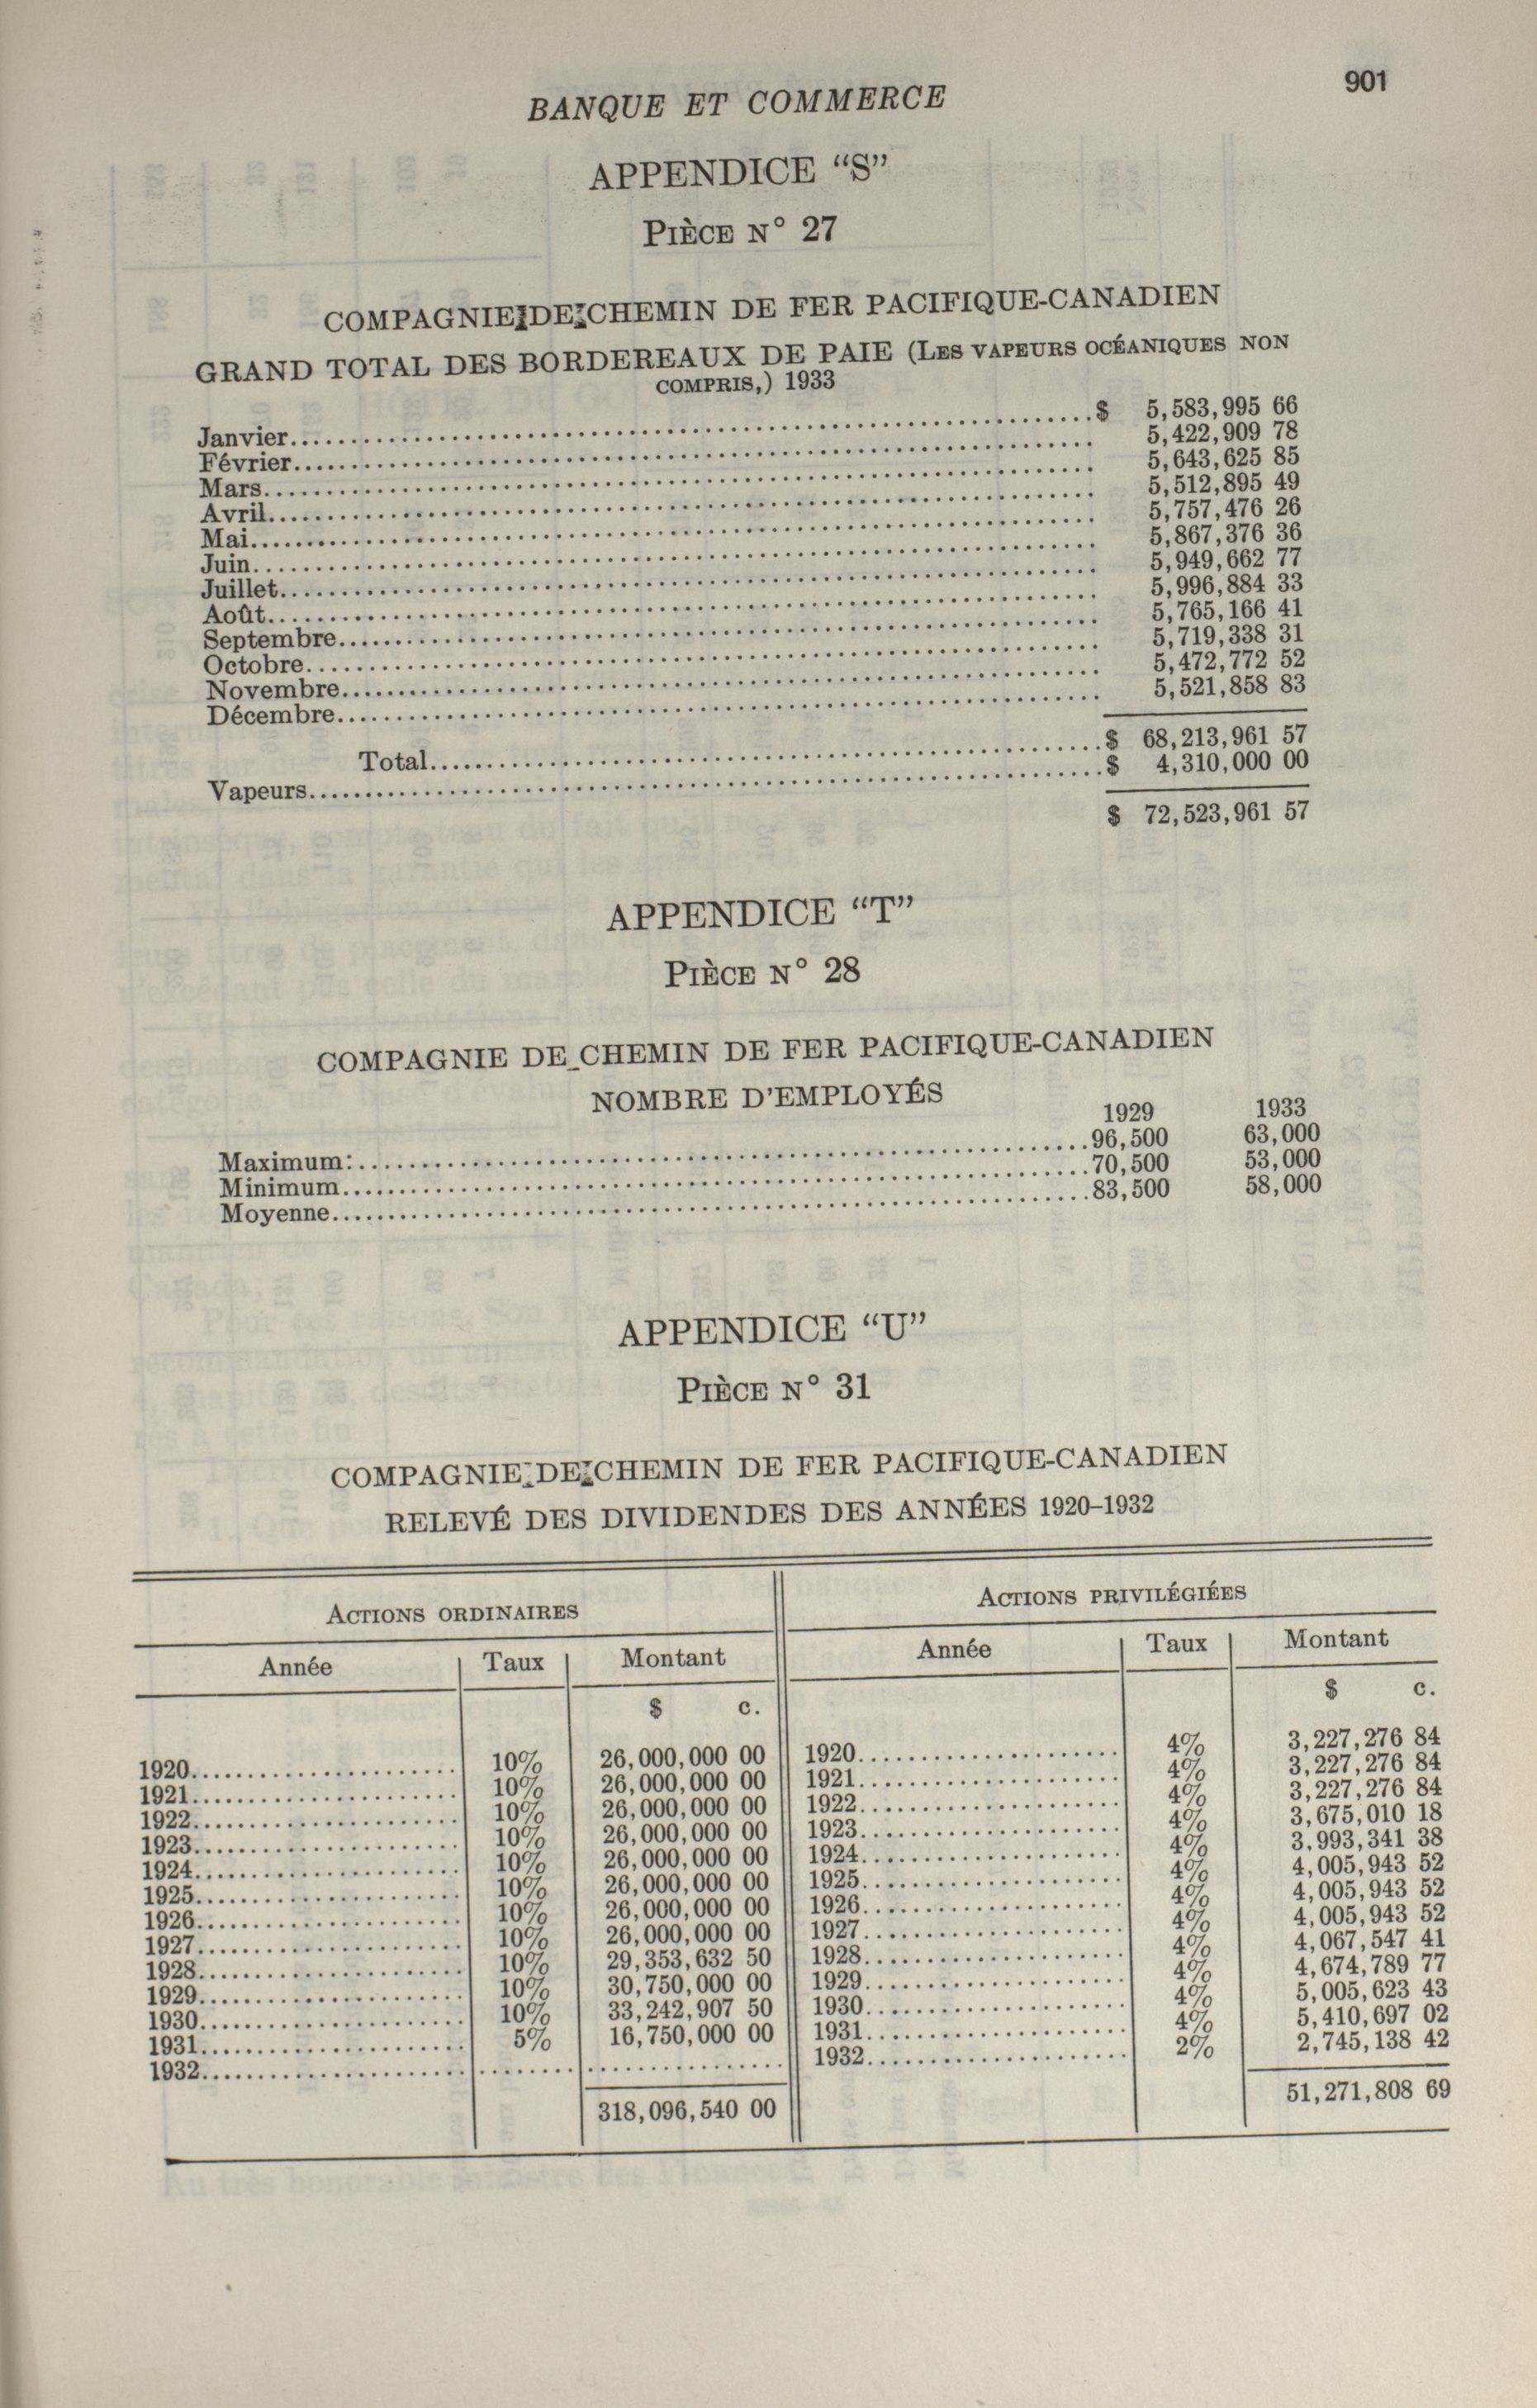 901
BANQUE ET COMMERCE
APPENDICE “S”
PIÈCE N° 27
COMPAGNIE DE CHEMIN DE FER PACIFIQUE-CANADIEN
GRAND TOTAL DES BORDEREAUX DE PAIE (LES VAPEURS OCÉANIQUES NON
COMPRIS,) 1933
Janvier....................$ 5,583,995 66
Février.................... 5,422,909 78
Mars.................... 5,643,625 85
Avril.................... 5,512,895 49
Mai.................... 5,757,476 26
Juin.................... 5,867,376 36
Juillet.................... 5,949,662 77
Août.................... 5,996,884 33
Septembre.................... 5,765,166 41
Octobre.................... 5,719,338 31
Novembre.................... 5,472,772 52
Décembre.................... 5,521,858 83
Total....................$ 68,213,961 57
Vapeurs....................$ 4,310,000 00
$ 72,523,961 57
APPENDICE “T”
PIÈCE N° 28
COMPAGNIE DE CHEMIN DE FER PACIFIQUE-CANADIEN
NOMBRE D'EMPLOYÉS
1929 1933
Maximum:....................96,500 63,000
Minimum....................70,500 53,000
Moyenne....................83,500 58,000
APPENDICE “U”
PIÈCE N° 31
COMPAGNIE DE CHEMIN DE FER PACIFIQUE-CANADIEN
RELEVÉ DES DIVIDENDES DES ANNÉES 1920-1932
ACTIONS ORDINAIRES ACTIONS PRIVILÉGIÉES
Année Taux Montant Année Taux Montant
$ c. $ c.
1920.......... 10% 26,000,000 00 1920.......... 4% 3,227,276 84
1921.......... 10% 26,000,000 00 1921.......... 4% 3,227,276 84
1922.......... 10% 26,000,000 00 1922.......... 4% 3,227,276 84
1923.......... 10% 26,000,000 00 1923.......... 4% 3,675,010 18
1924.......... 10% 26,000,000 00 1924.......... 4% 3,993,341 38
1925.......... 10% 26,000,000 00 1925.......... 4% 4,005,943 52
1926.......... 10% 26,000,000 00 1926.......... 4% 4,005,943 52
1927.......... 10% 26,000,000 00 1927.......... 4% 4,005,943 52
1928.......... 10% 29,353,632 50 1928.......... 4% 4,067,547 41
1929.......... 10% 30,750,000 00 1929.......... 4% 4,674,789 77
1930.......... 10% 33,242,907 50 1930.......... 4% 5,005,623 43
1931.......... 5% 16,750,000 00 1931.......... 4% 5,410,697 02
1932.......... .......... .......... 1932.......... 2% 2,745,138 42
318,096,540 00 51,271,808 69